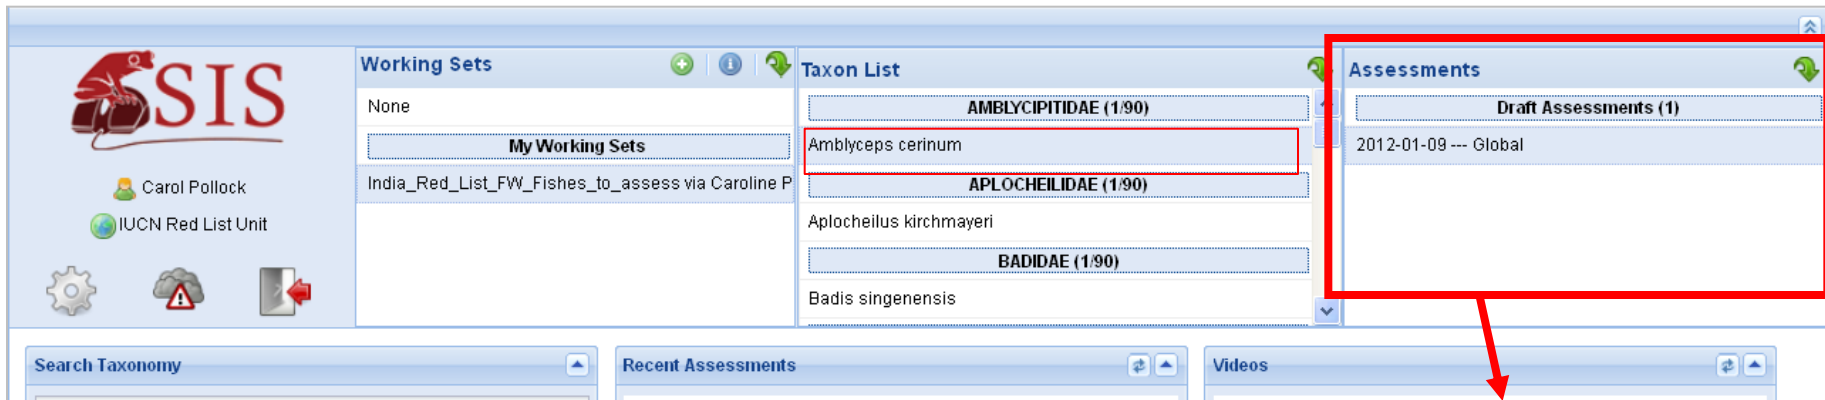 SIS
Carol Pollock
IUCN Red List Unit
Working Sets
None
My Working Sets
India_Red_List_FW_Fishes_to_assess via Caroline P
Taxon List
AMBLYCIPITIDAE (1/90)
Amblyceps cerinum
APLOCHEILIDAE (1/90)
Aplocheilus kirchmayeri
BADIDAE (1/90)
Badis singenensis
Assessments
Draft Assessments (1)
2012-01-09 --- Global
Search Taxonomy
Recent Assessments
Videos